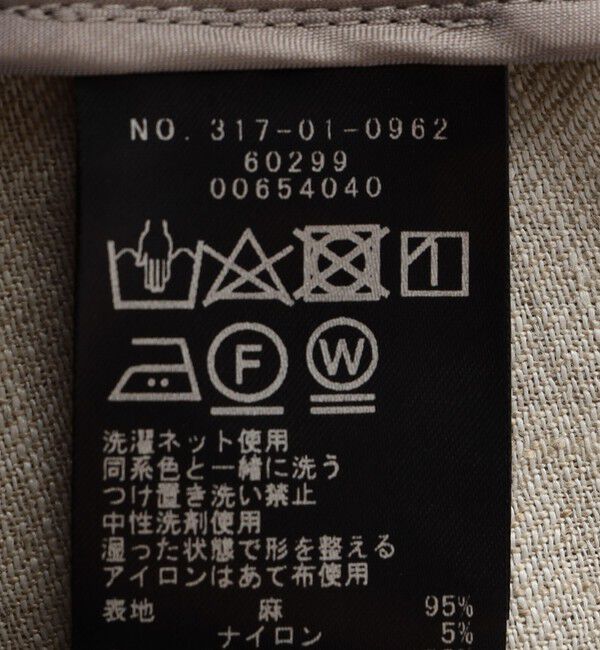 NO. 317-01-0962
60299
00654040
F W
洗濯ネット使用
同系色と一緒に洗う
つけ置き洗い禁止
中性洗剤使用
湿った状態で形を整える
アイロンはあて布使用
表地 麻 95%
ナイロン 5%